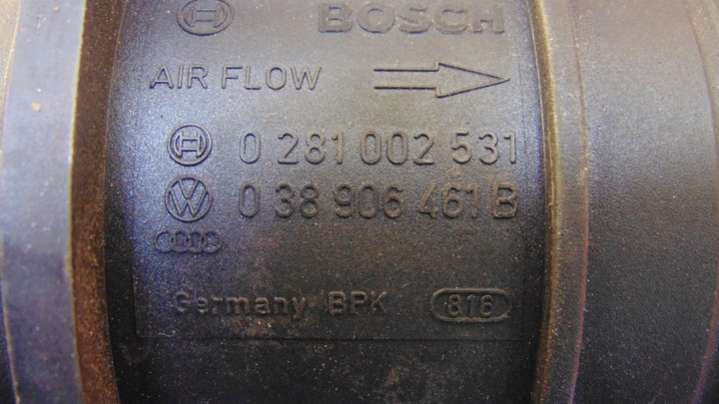 BOSCH
AIR FLOW
0 281 002 531
0 38 906 461 B
Germany BPK 816